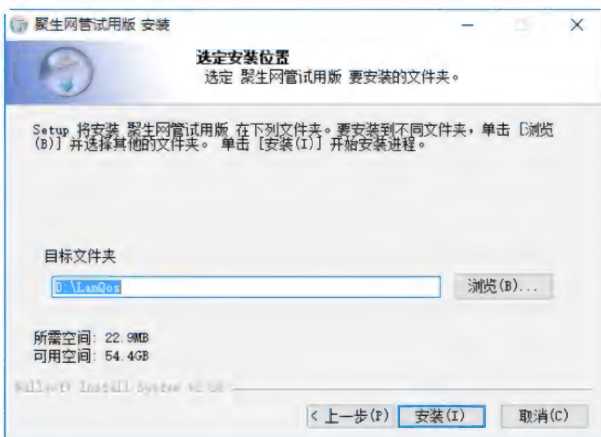 聚生网管试用版 安装
选定安装位置
选定 聚生网管试用版 要安装的文件夹。
Setup 将安装 聚生网管试用版 在下列文件夹。要安装到不同文件夹，单击 [浏览
(B)] 并选择其他的文件夹。 单击 [安装(I)] 开始安装进程。
目标文件夹
D:\LanQos
浏览(B)...
所需空间: 22.9MB
可用空间: 54.4GB
Nullsoft Install System
< 上一步(P)
安装(I)
取消(C)